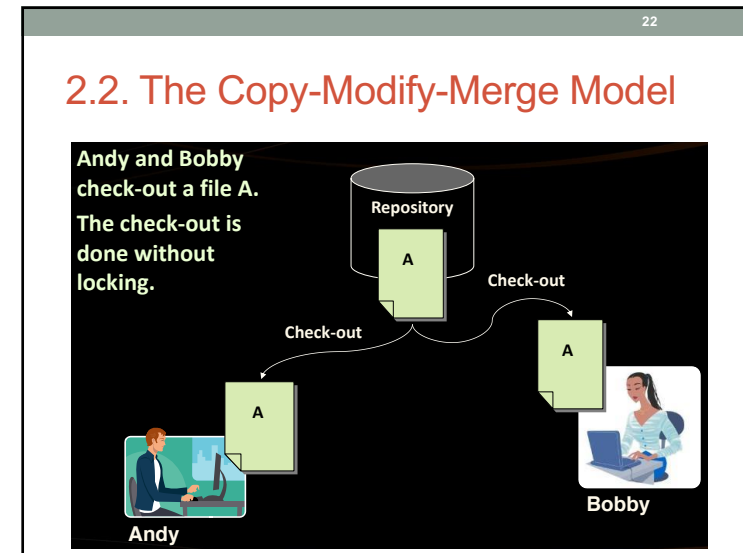 22
2.2. The Copy-Modify-Merge Model
Andy and Bobby
check-out a file A.
The check-out is
done without
locking.
Repository
A
Check-out
Check-out
A
A
Bobby
Andy